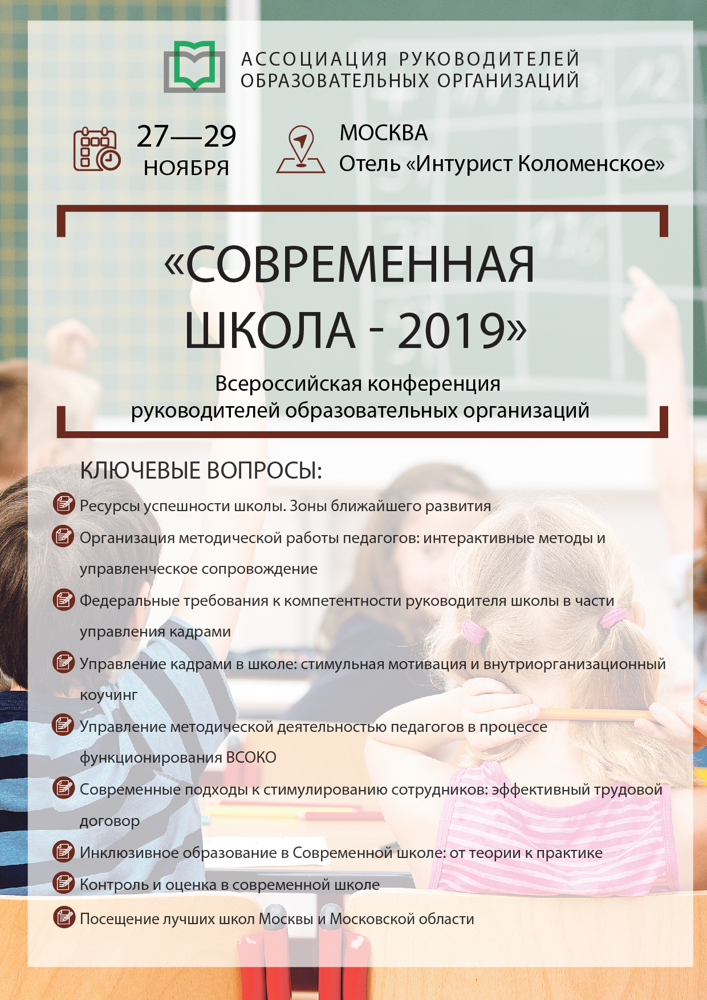 АССОЦИАЦИЯ РУКОВОДИТЕЛЕЙ
ОБРАЗОВАТЕЛЬНЫХ ОРГАНИЗАЦИЙ
27—29
НОЯБРЯ
МОСКВА
Отель «Интурист Коломенское»
«СОВРЕМЕННАЯ
ШКОЛА - 2019»
Всероссийская конференция
руководителей образовательных организаций
КЛЮЧЕВЫЕ ВОПРОСЫ:
Ресурсы успешности школы. Зоны ближайшего развития
Организация методической работы педагогов: интерактивные методы и
управленческое сопровождение
Федеральные требования к компетентности руководителя школы в части
управления кадрами
Управление кадрами в школе: стимульная мотивация и внутриорганизационный
коучинг
Управление методической деятельностью педагогов в процессе
функционирования ВСОКО
Современные подходы к стимулированию сотрудников: эффективный трудовой
договор
Инклюзивное образование в Современной школе: от теории к практике
Контроль и оценка в современной школе
Посещение лучших школ Москвы и Московской области